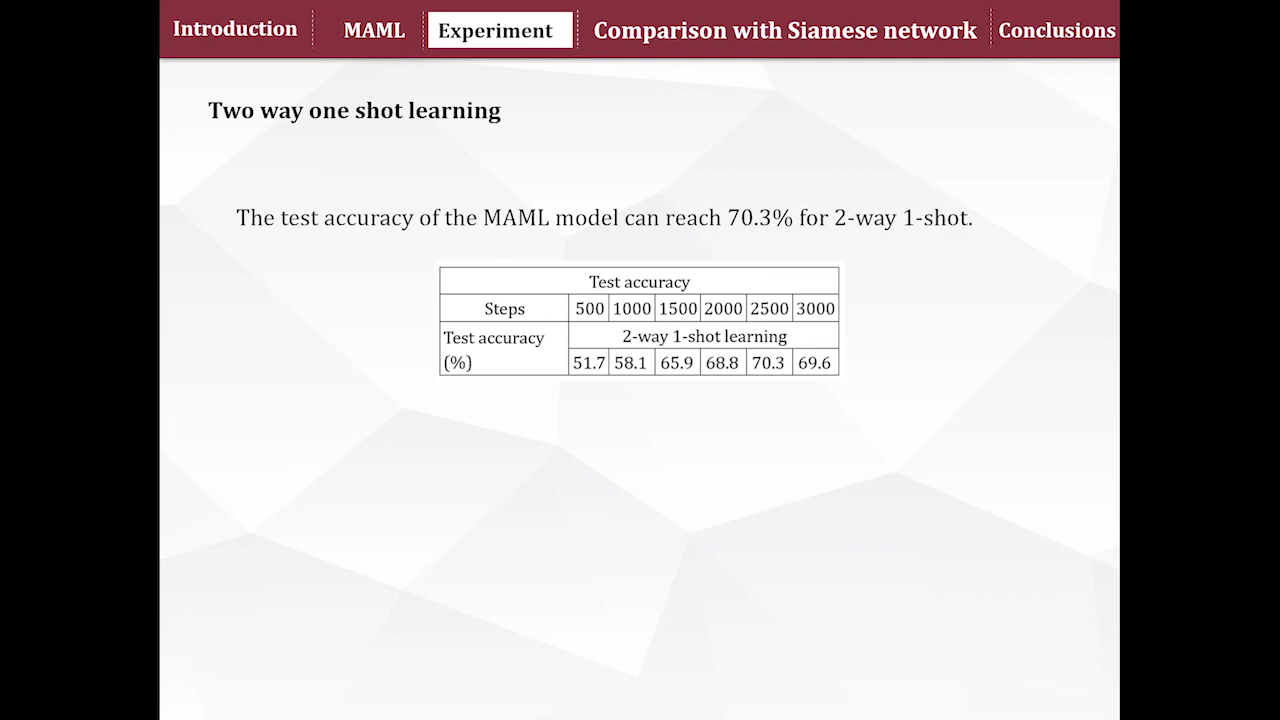 Introduction MAML Experiment Comparison with Siamese network Conclusions
Two way one shot learning
The test accuracy of the MAML model can reach 70.3% for 2-way 1-shot.
Test accuracy
Steps 500 1000 1500 2000 2500 3000
Test accuracy 2-way 1-shot learning
(%) 51.7 58.1 65.9 68.8 70.3 69.6